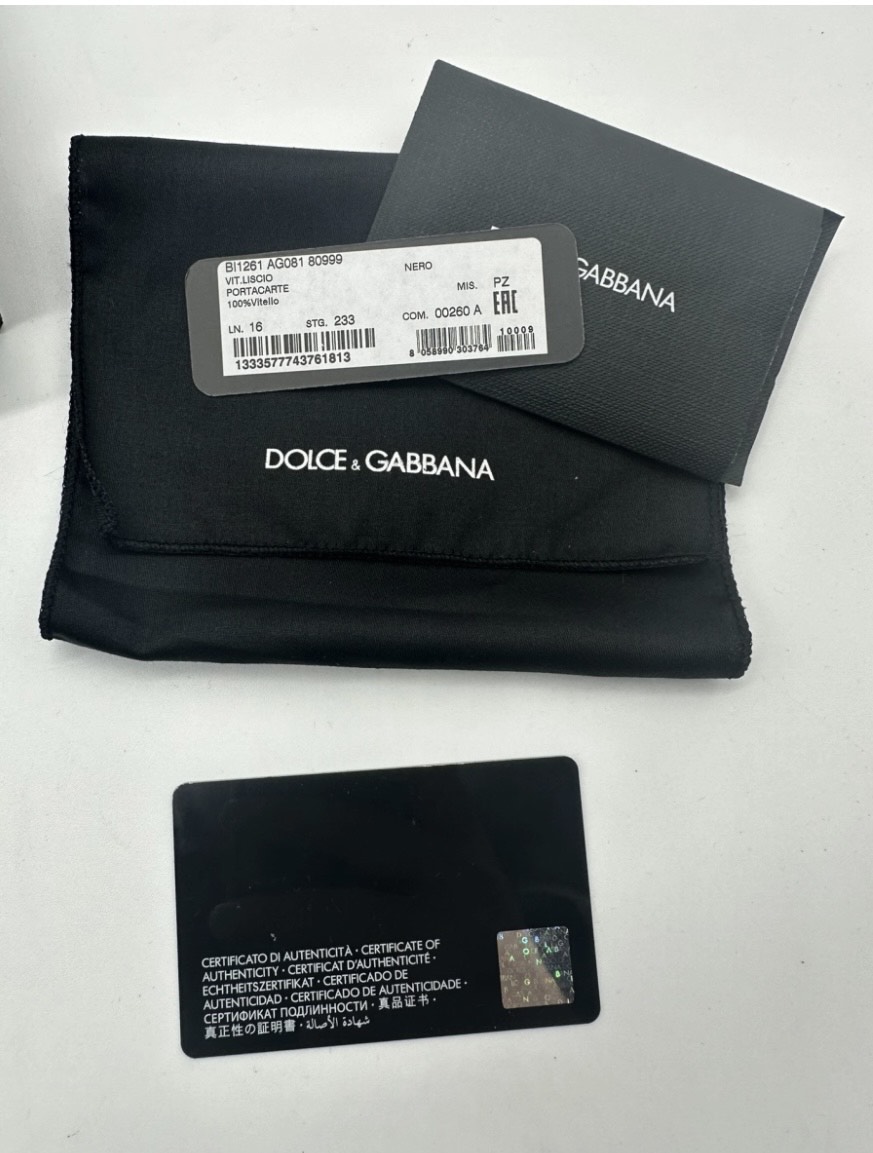 BI1261 AG081 80999 NERO
VIT.LISCIO
PORTACARTE MIS. PZ
100%Vitello
LN. 16 STG. 233 COM. 00260 A EAC
10009
8 058990 303764
1333577743761813
GABBANA
DOLCE & GABBANA
CERTIFICATO DI AUTENTICITÀ · CERTIFICATE OF
AUTHENTICITY · CERTIFICAT D'AUTHENTICITÉ ·
ECHTHEITSZERTIFIKAT · CERTIFICADO DE
AUTENTICIDAD · CERTIFICADO DE AUTENTICIDADE ·
СЕРТИФИКАТ ПОДЛИННОСТИ · 真品证书 ·
真正性の証明書 · شهادة الأصالة